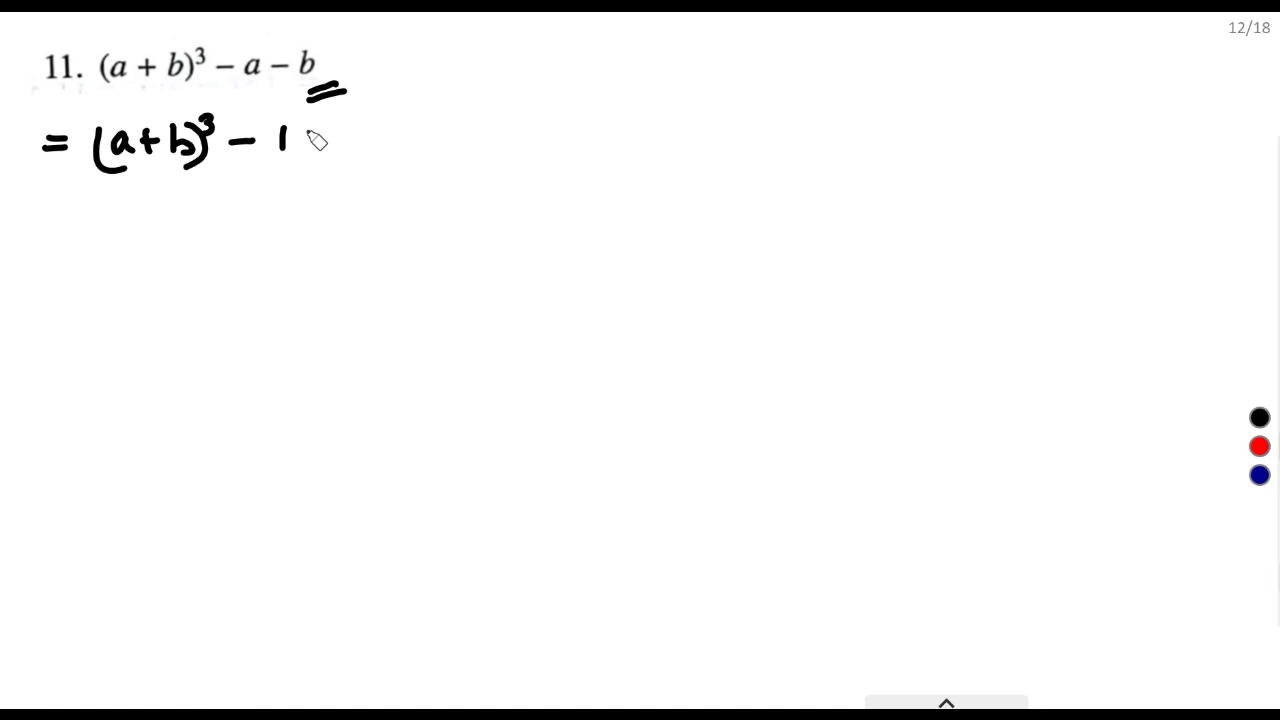 12/18
11. (a + b)³ – a – b
= (a+b)³ – 1